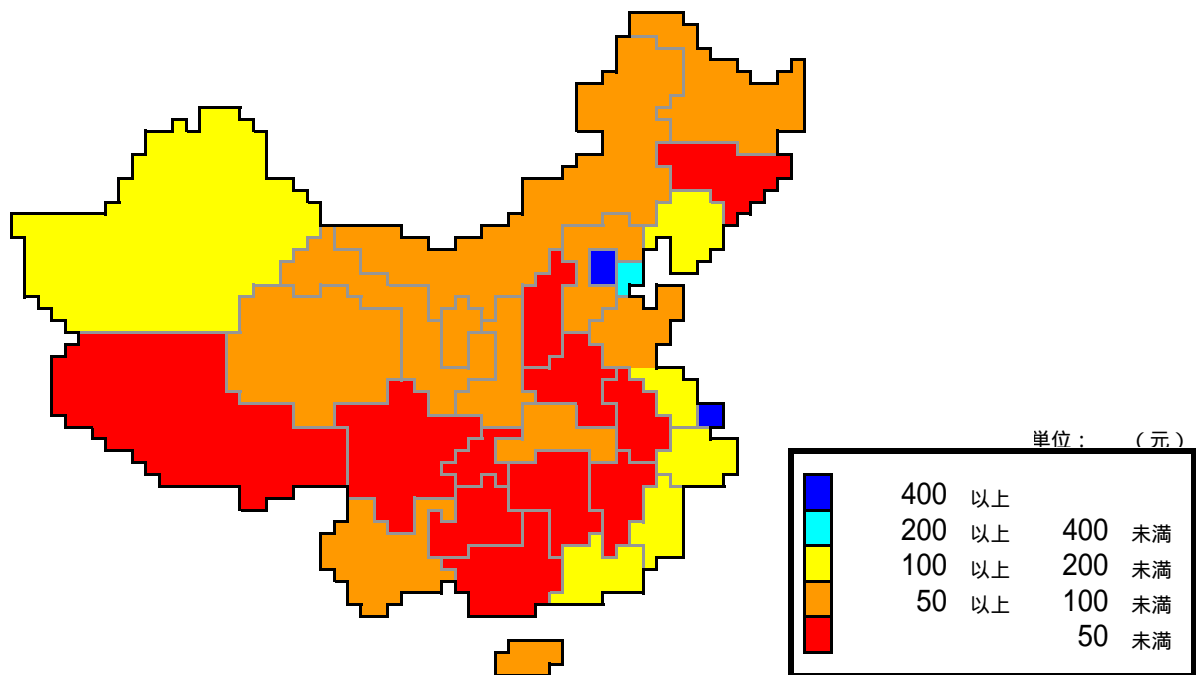 単位: (元)
400 以上
200 以上 400 未満
100 以上 200 未満
50 以上 100 未満
50 未満